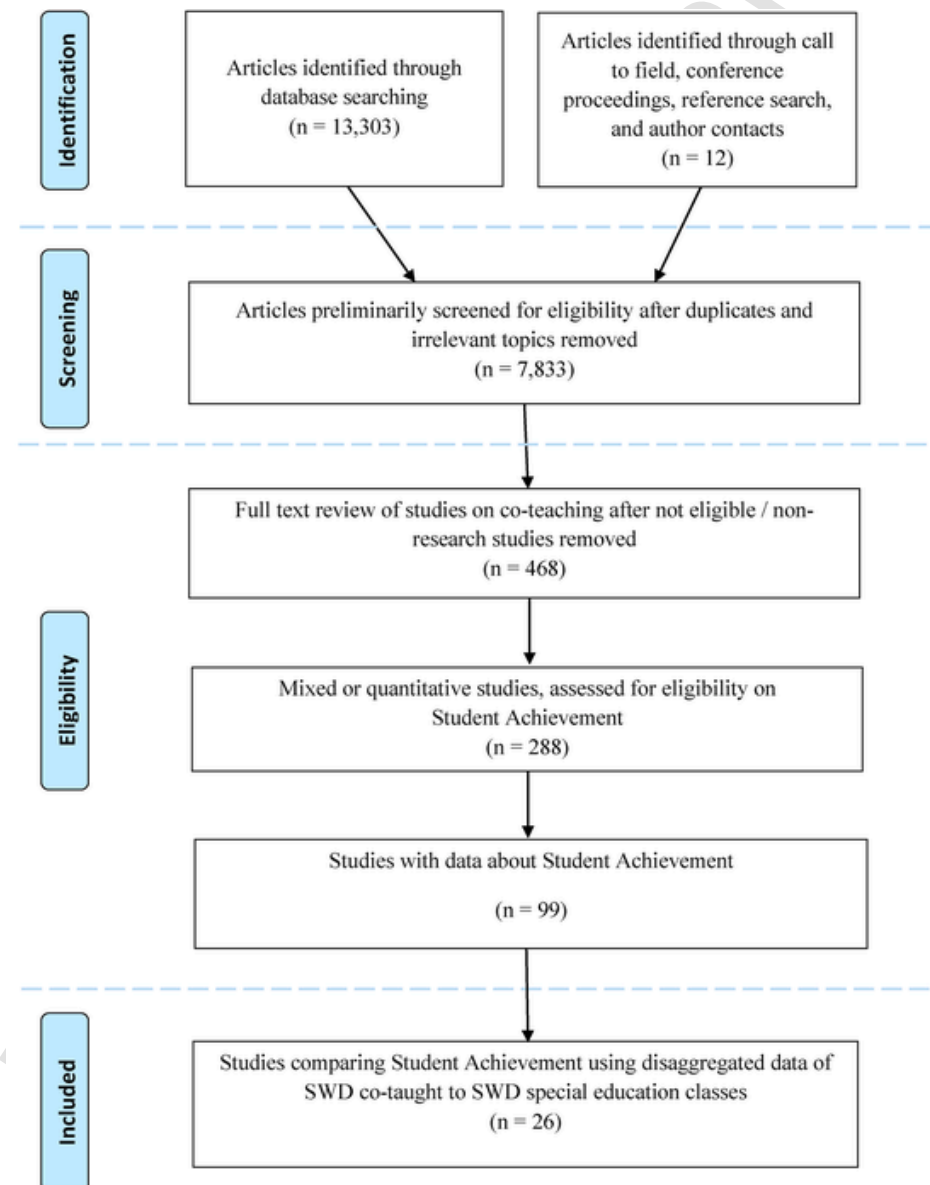 Identification
Articles identified through
database searching
(n = 13,303)
Articles identified through call
to field, conference
proceedings, reference search,
and author contacts
(n = 12)
Screening
Articles preliminarily screened for eligibility after duplicates and
irrelevant topics removed
(n = 7,833)
Eligibility
Full text review of studies on co-teaching after not eligible / non-
research studies removed
(n = 468)
Mixed or quantitative studies, assessed for eligibility on
Student Achievement
(n = 288)
Studies with data about Student Achievement
(n = 99)
Included
Studies comparing Student Achievement using disaggregated data of
SWD co-taught to SWD special education classes
(n = 26)